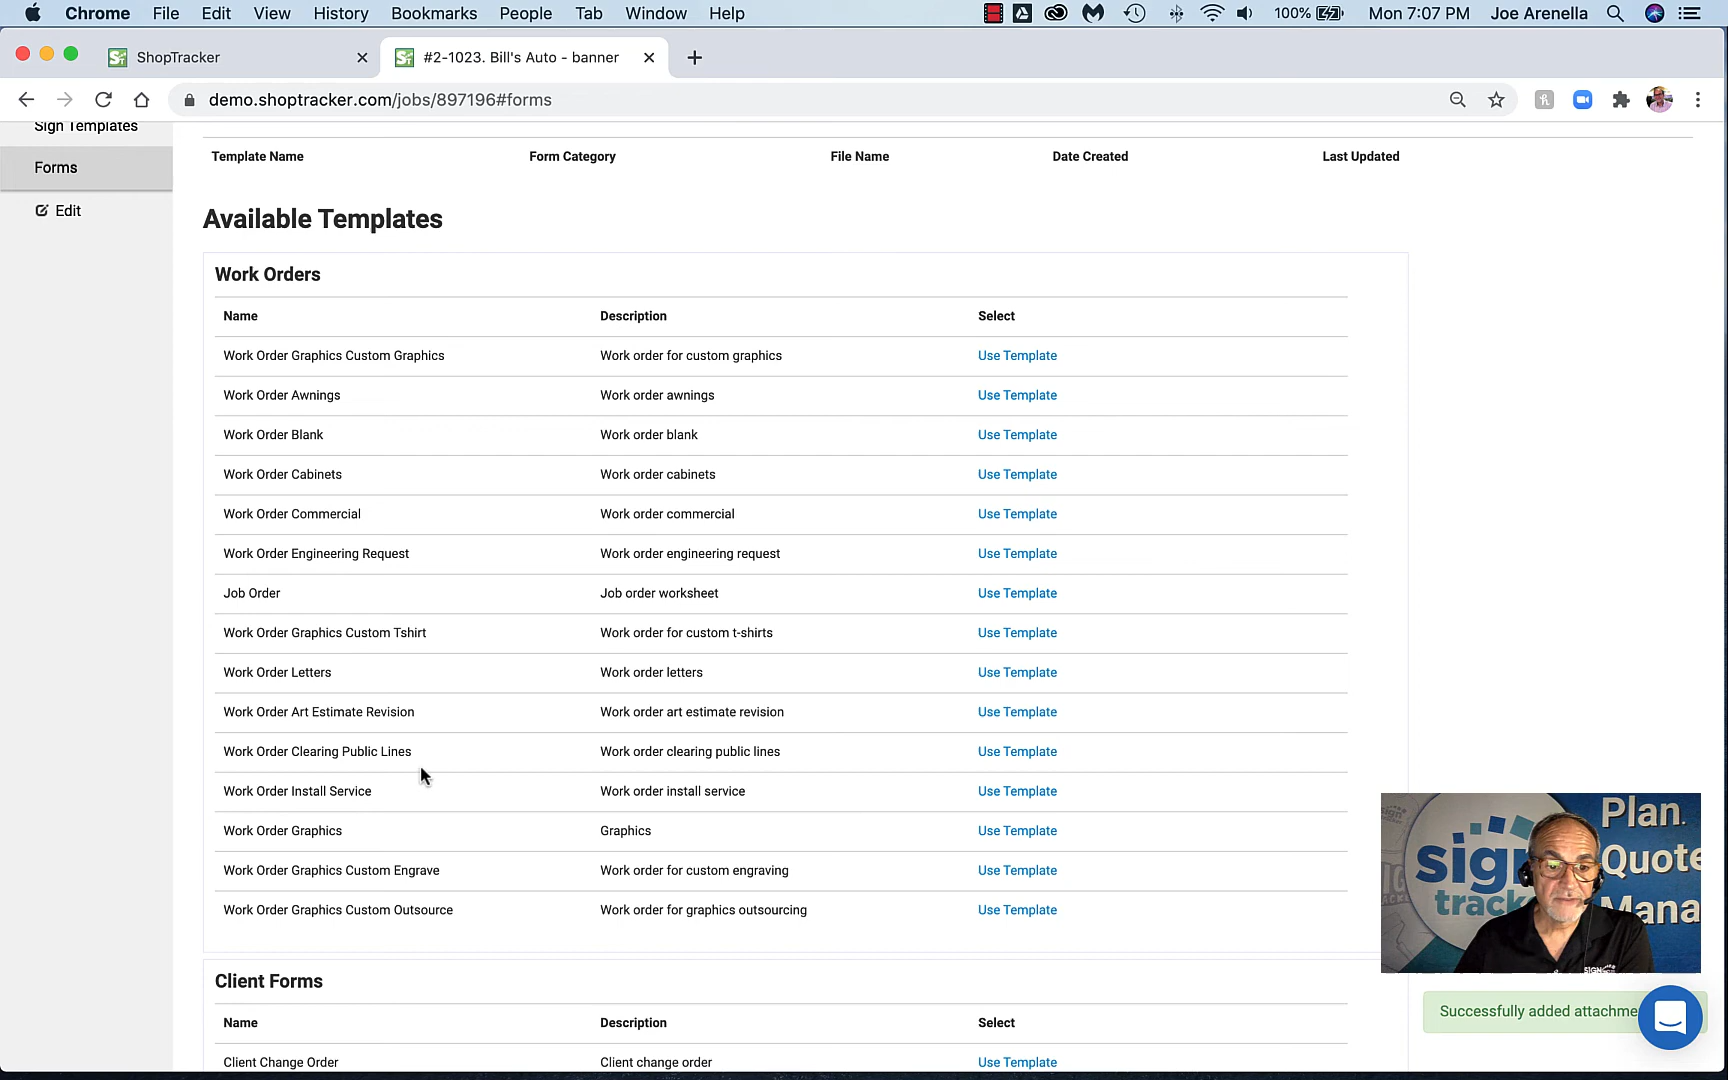 Chrome File Edit View History Bookmarks People Tab Window Help 100% Mon 7:07 PM Joe Arenella
ShopTracker #2-1023. Bill's Auto - banner
demo.shoptracker.com/jobs/897196#forms
Sign Templates
Forms
Edit
Template Name Form Category File Name Date Created Last Updated
Available Templates
Work Orders
Name Description Select
Work Order Graphics Custom Graphics Work order for custom graphics Use Template
Work Order Awnings Work order awnings Use Template
Work Order Blank Work order blank Use Template
Work Order Cabinets Work order cabinets Use Template
Work Order Commercial Work order commercial Use Template
Work Order Engineering Request Work order engineering request Use Template
Job Order Job order worksheet Use Template
Work Order Graphics Custom Tshirt Work order for custom t-shirts Use Template
Work Order Letters Work order letters Use Template
Work Order Art Estimate Revision Work order art estimate revision Use Template
Work Order Clearing Public Lines Work order clearing public lines Use Template
Work Order Install Service Work order install service Use Template
Work Order Graphics Graphics Use Template
Work Order Graphics Custom Engrave Work order for custom engraving Use Template
Work Order Graphics Custom Outsource Work order for graphics outsourcing Use Template
Plan.
Quote
Mana
sign
track
Client Forms
Name Description Select
Client Change Order Client change order Use Template
Successfully added attachme